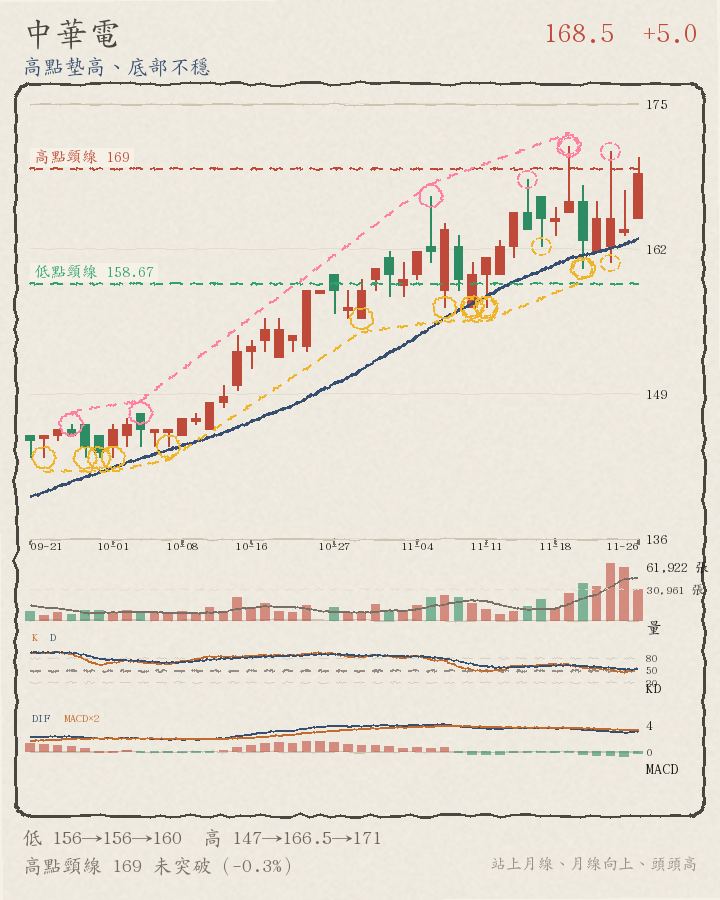 中華電
168.5 +5.0
高點墊高、底部不穩
175
高點頸線 169
162
低點頸線 158.67
149
136
09-21 10-01 10-08 10-16 10-27 11-04 11-11 11-18 11-26
61,922 張
30,961 張
量
K D
80
50
20
KD
DIF MACD×2
4
0
MACD
低 156→156→160 高 147→166.5→171
高點頸線 169 未突破 (-0.3%)
站上月線、月線向上、頭頭高